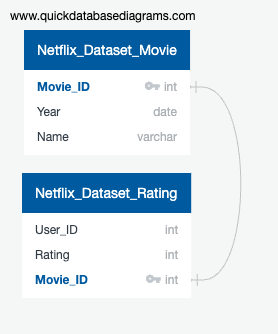 www.quickdatabasediagrams.com
Netflix_Dataset_Movie
Movie_ID int
Year date
Name varchar
Netflix_Dataset_Rating
User_ID int
Rating int
Movie_ID int